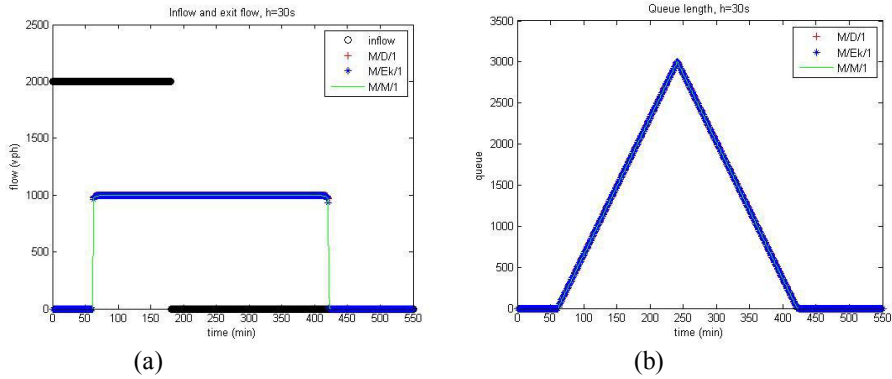 Inflow and exit flow, h=30s
2500
2000
1500
1000
500
0
flow (vph)
0 50 100 150 200 250 300 350 400 450 500 550
time (min)
inflow
M/D/1
M/Ek/1
M/M/1
(a)
Queue length, h=30s
3500
3000
2500
2000
1500
1000
500
0
queue
0 50 100 150 200 250 300 350 400 450 500 550
time (min)
M/D/1
M/Ek/1
M/M/1
(b)